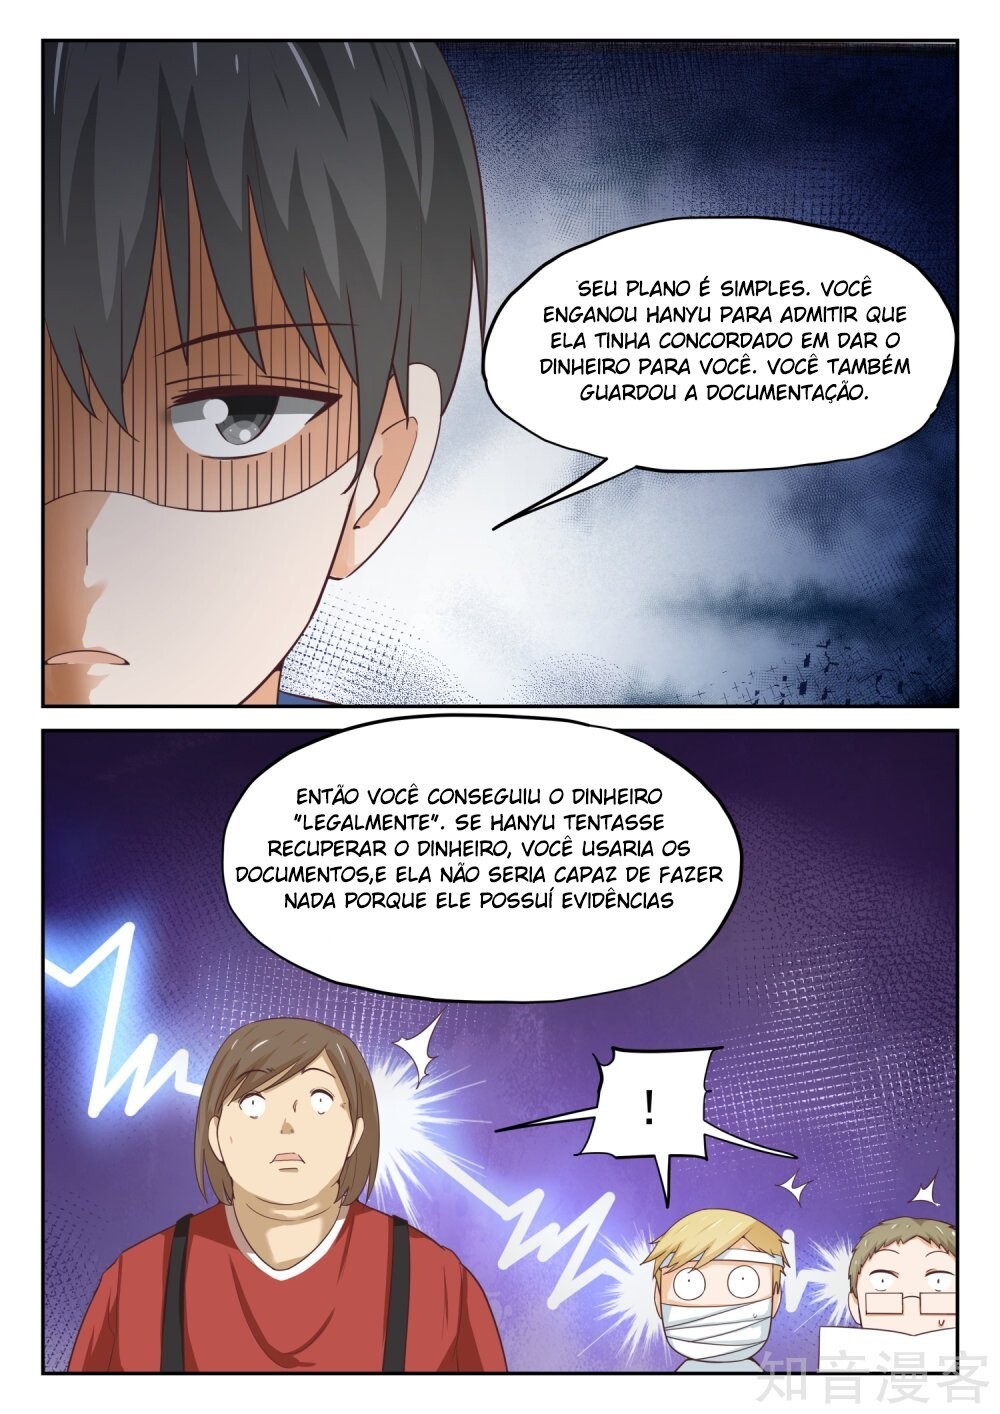 SEU PLANO É SIMPLES. VOCÊ
ENGANOU HANYU PARA ADMITIR QUE
ELA TINHA CONCORDADO EM DAR O
DINHEIRO PARA VOCÊ. VOCÊ TAMBÉM
GUARDOU A DOCUMENTAÇÃO.
ENTÃO VOCÊ CONSEGUIU O DINHEIRO
"LEGALMENTE". SE HANYU TENTASSE
RECUPERAR O DINHEIRO, VOCÊ USARIA OS
DOCUMENTOS,E ELA NÃO SERIA CAPAZ DE FAZER
NADA PORQUE ELE POSSUÍ EVIDÊNCIAS
!
知音漫客